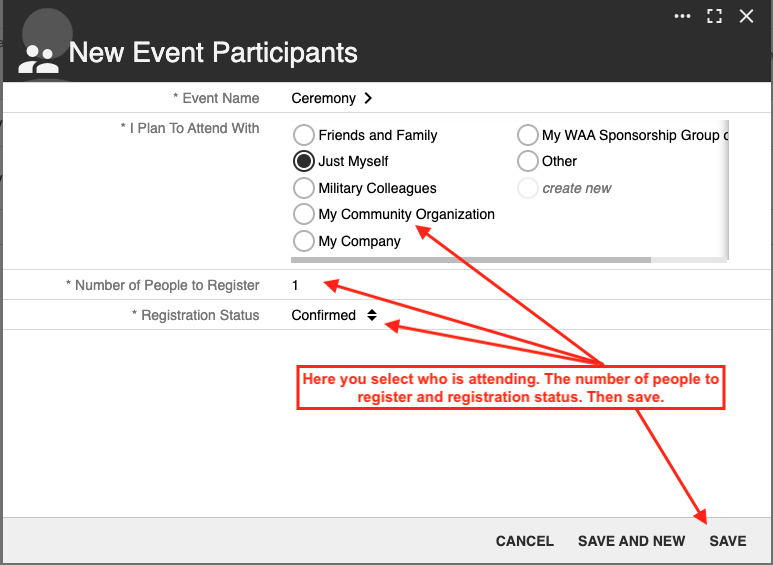 New Event Participants
* Event Name Ceremony
* I Plan To Attend With
Friends and Family
Just Myself
Military Colleagues
My Community Organization
My Company
My WAA Sponsorship Group
Other
create new
* Number of People to Register 1
* Registration Status Confirmed
Here you select who is attending. The number of people to
register and registration status. Then save.
CANCEL SAVE AND NEW SAVE